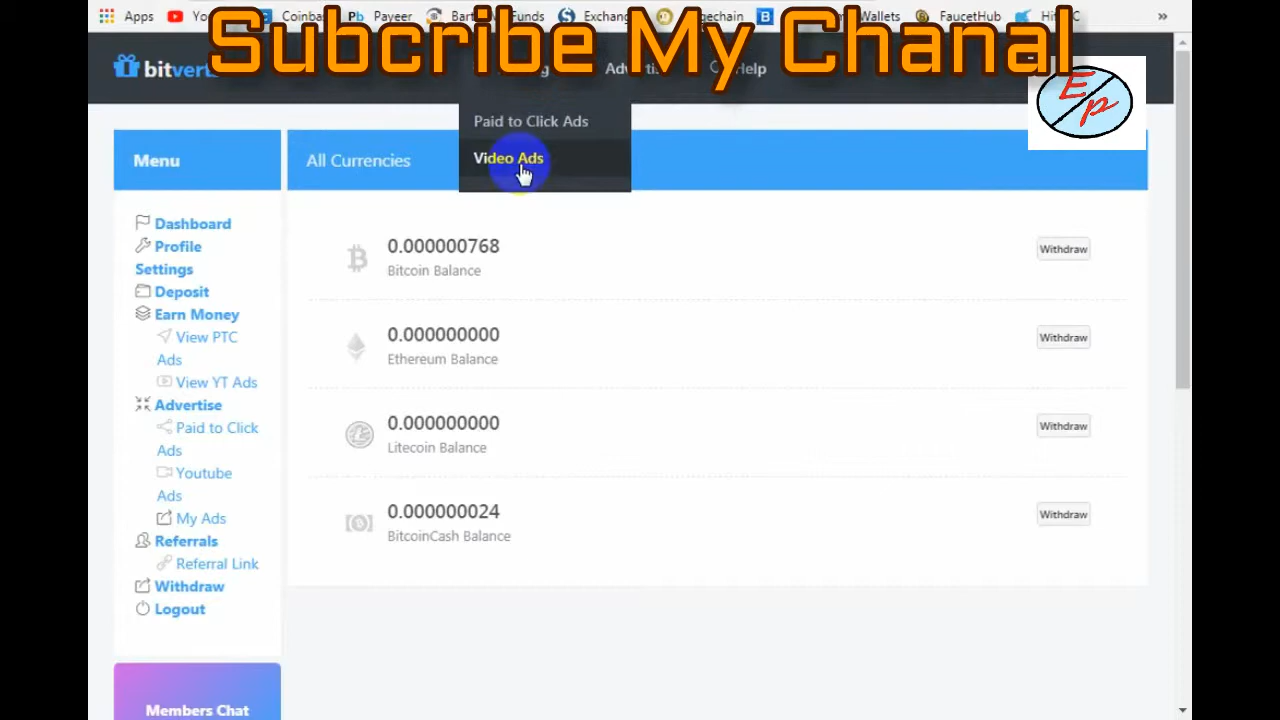 Apps Payeer Funds Wallets FaucetHub
Subcribe My Chanal
Ep
Paid to Click Ads
Video Ads
Menu
All Currencies
Dashboard
Profile
Settings
Deposit
Earn Money
View PTC
Ads
View YT Ads
Advertise
Paid to Click
Ads
Youtube
Ads
My Ads
Referrals
Referral Link
Withdraw
Logout
Members Chat
0.000000768
Bitcoin Balance
Withdraw
0.000000000
Ethereum Balance
Withdraw
0.000000000
Litecoin Balance
Withdraw
0.000000024
BitcoinCash Balance
Withdraw